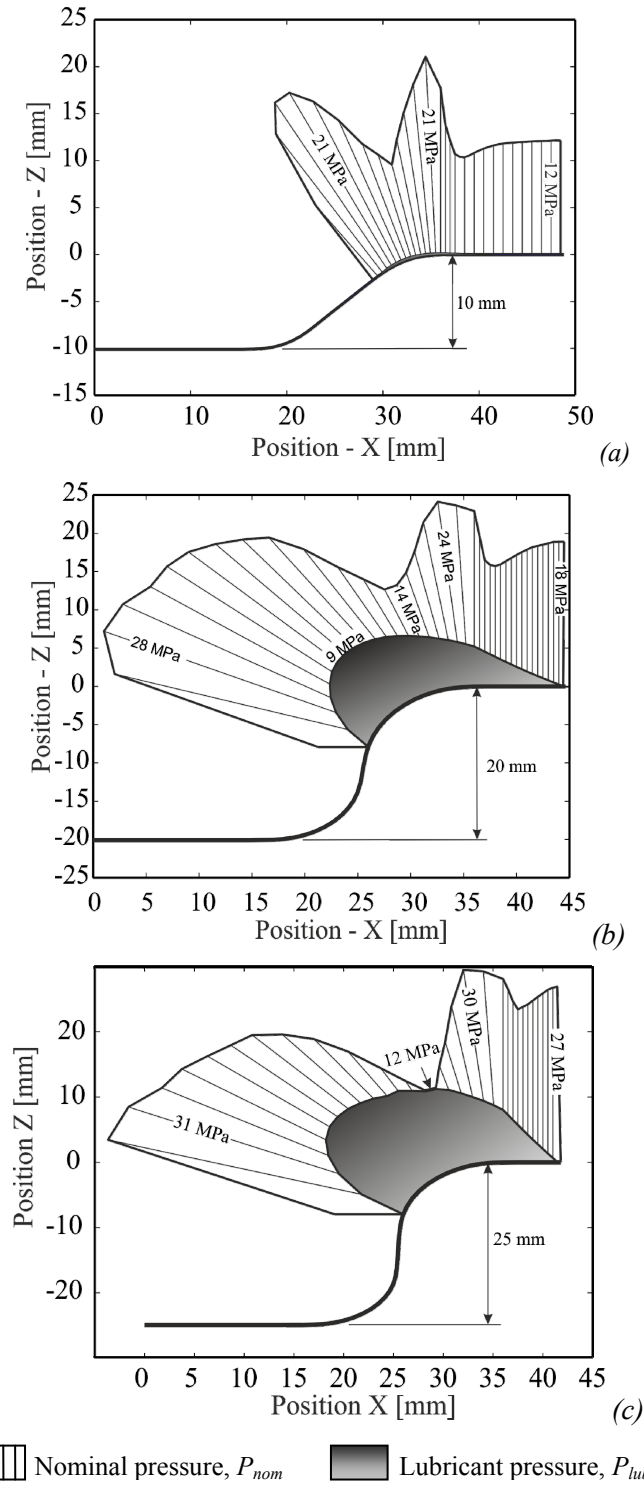 25
20
15
10
5
0
-5
-10
-15
Position - Z [mm]
21 MPa
21 MPa
12 MPa
10 mm
0 10 20 30 40 50
Position - X [mm]
(a)
25
20
15
10
5
0
-5
-10
-15
-20
-25
Position - Z [mm]
28 MPa
9 MPa
14 MPa
24 MPa
18 MPa
20 mm
0 5 10 15 20 25 30 35 40 45
Position - X [mm]
(b)
20
10
0
-10
-20
Position Z [mm]
31 MPa
12 MPa
30 MPa
27 MPa
25 mm
0 5 10 15 20 25 30 35 40 45
Position X [mm]
(c)
Nominal pressure, Pnom Lubricant pressure, Plu